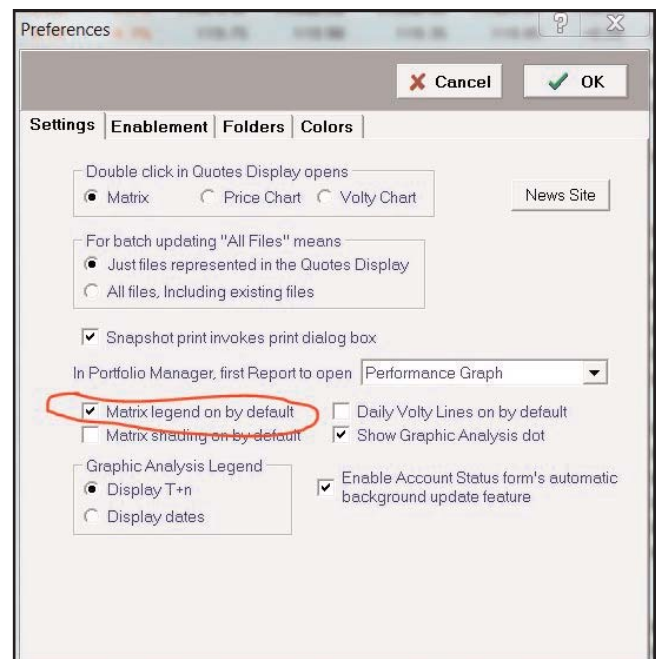 Preferences
Cancel
OK
Settings
Enablement
Folders
Colors
Double click in Quotes Display opens
Matrix
Price Chart
Volty Chart
News Site
For batch updating "All Files" means
Just files represented in the Quotes Display
All files, Including existing files
Snapshot print invokes print dialog box
In Portfolio Manager, first Report to open
Performance Graph
Matrix legend on by default
Daily Volty Lines on by default
Matrix shading on by default
Show Graphic Analysis dot
Graphic Analysis Legend
Display T+n
Display dates
Enable Account Status form's automatic
background update feature